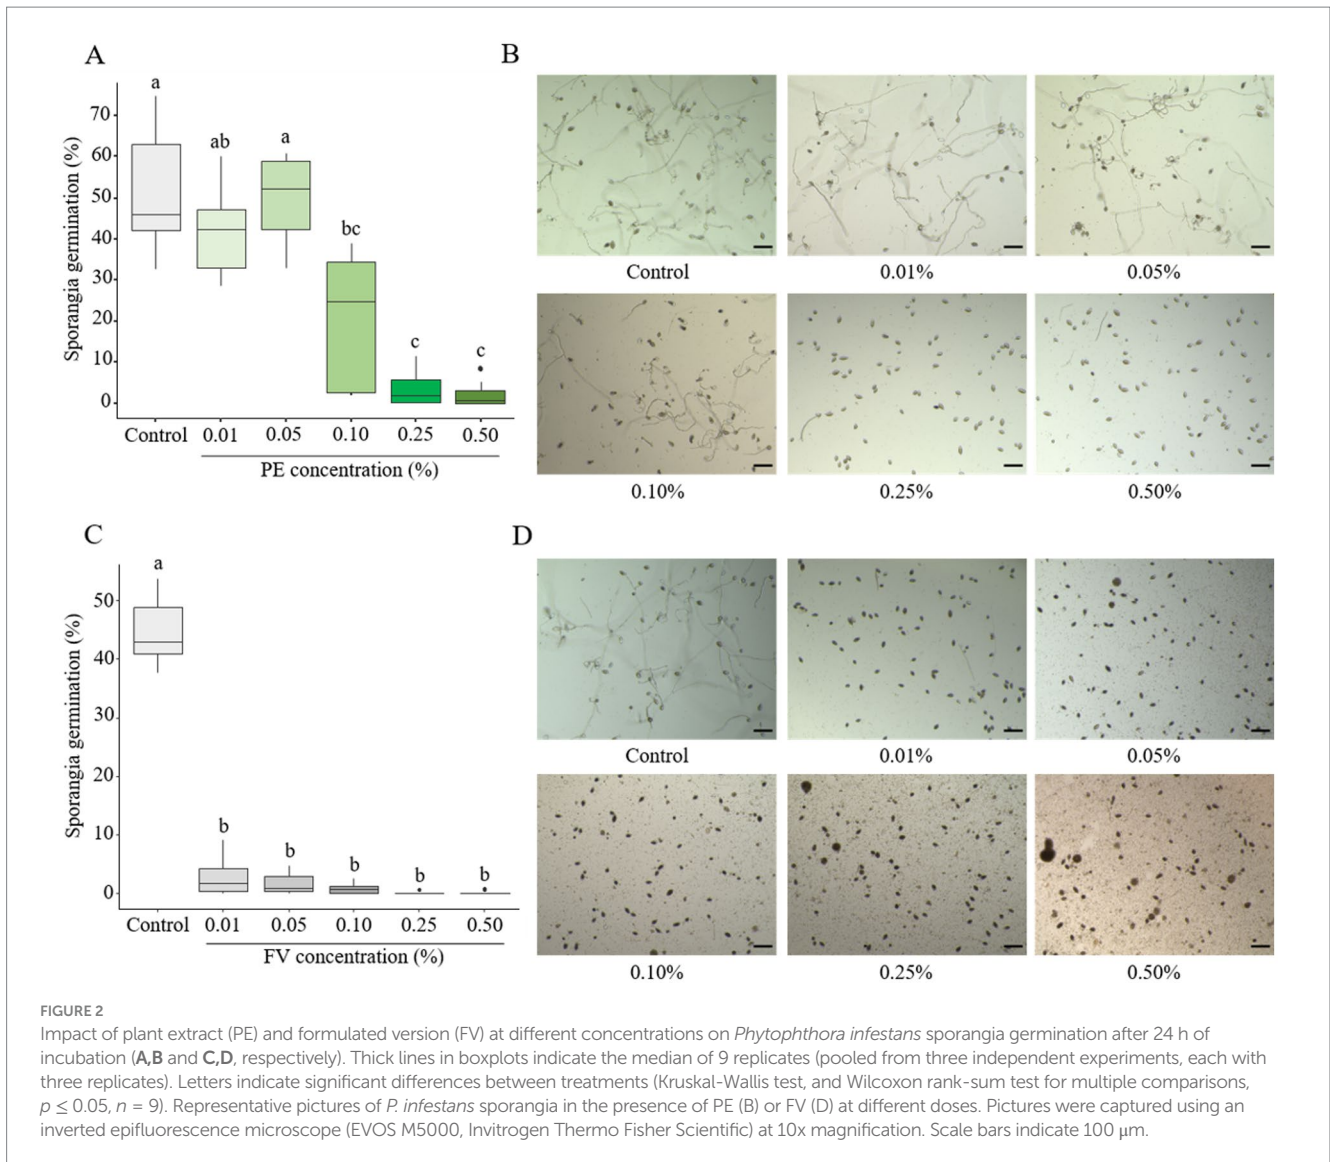 A
B
a
ab
a
bc
c
c
Sporangia germination (%)
70
60
50
40
30
20
10
0
Control 0.01 0.05 0.10 0.25 0.50
PE concentration (%)
Control 0.01% 0.05%
0.10% 0.25% 0.50%
C
D
a
b
b
b
b
b
Sporangia germination (%)
50
40
30
20
10
0
Control 0.01 0.05 0.10 0.25 0.50
FV concentration (%)
Control 0.01% 0.05%
0.10% 0.25% 0.50%
FIGURE 2
Impact of plant extract (PE) and formulated version (FV) at different concentrations on Phytophthora infestans sporangia germination after 24 h of
incubation (A,B and C,D, respectively). Thick lines in boxplots indicate the median of 9 replicates (pooled from three independent experiments, each with
three replicates). Letters indicate significant differences between treatments (Kruskal-Wallis test, and Wilcoxon rank-sum test for multiple comparisons,
p ≤ 0.05, n = 9). Representative pictures of P. infestans sporangia in the presence of PE (B) or FV (D) at different doses. Pictures were captured using an
inverted epifluorescence microscope (EVOS M5000, Invitrogen Thermo Fisher Scientific) at 10x magnification. Scale bars indicate 100 μm.